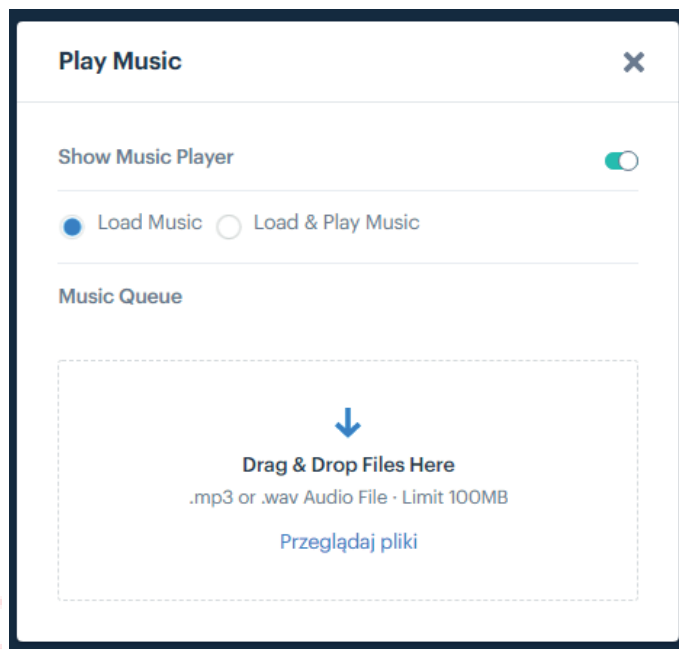 Play Music
Show Music Player
Load Music Load & Play Music
Music Queue
Drag & Drop Files Here
.mp3 or .wav Audio File · Limit 100MB
Przeglądaj pliki